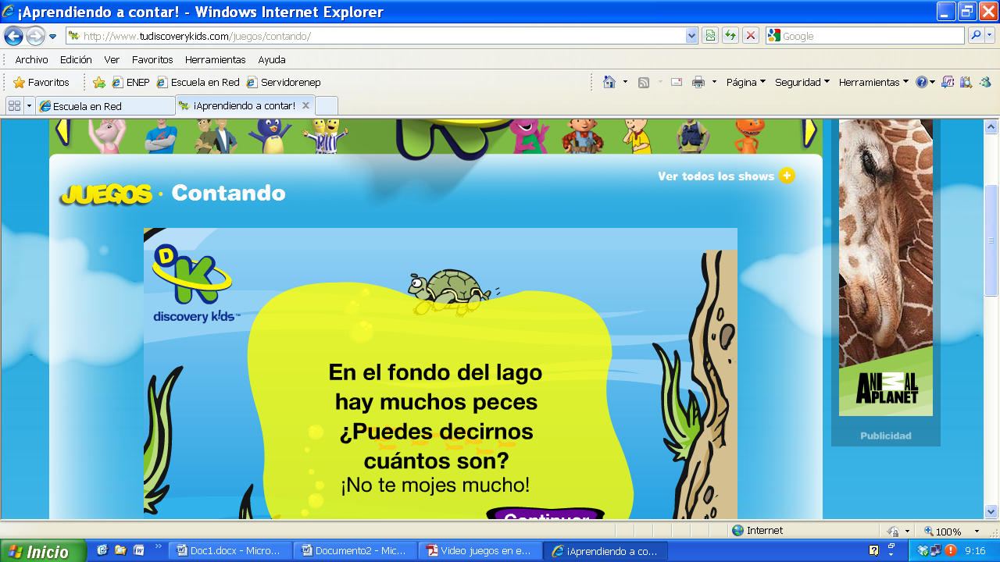 ¡Aprendiendo a contar! - Windows Internet Explorer
http://www.tudiscoverykids.com/juegos/contando/
Google
Archivo Edición Ver Favoritos Herramientas Ayuda
Favoritos ENEP Escuela en Red Servidorenep
Página Seguridad Herramientas
Escuela en Red ¡Aprendiendo a contar!
Ver todos los shows
JUEGOS · Contando
D K
discovery k!ds™
En el fondo del lago
hay muchos peces
¿Puedes decirnos
cuántos son?
¡No te mojes mucho!
Continuar
ANIMAL
PLANET
Publicidad
Internet
100%
Inicio
Doc1.docx - Micro...
Documento2 - Mic...
Video juegos en e...
¡Aprendiendo a co...
9:16